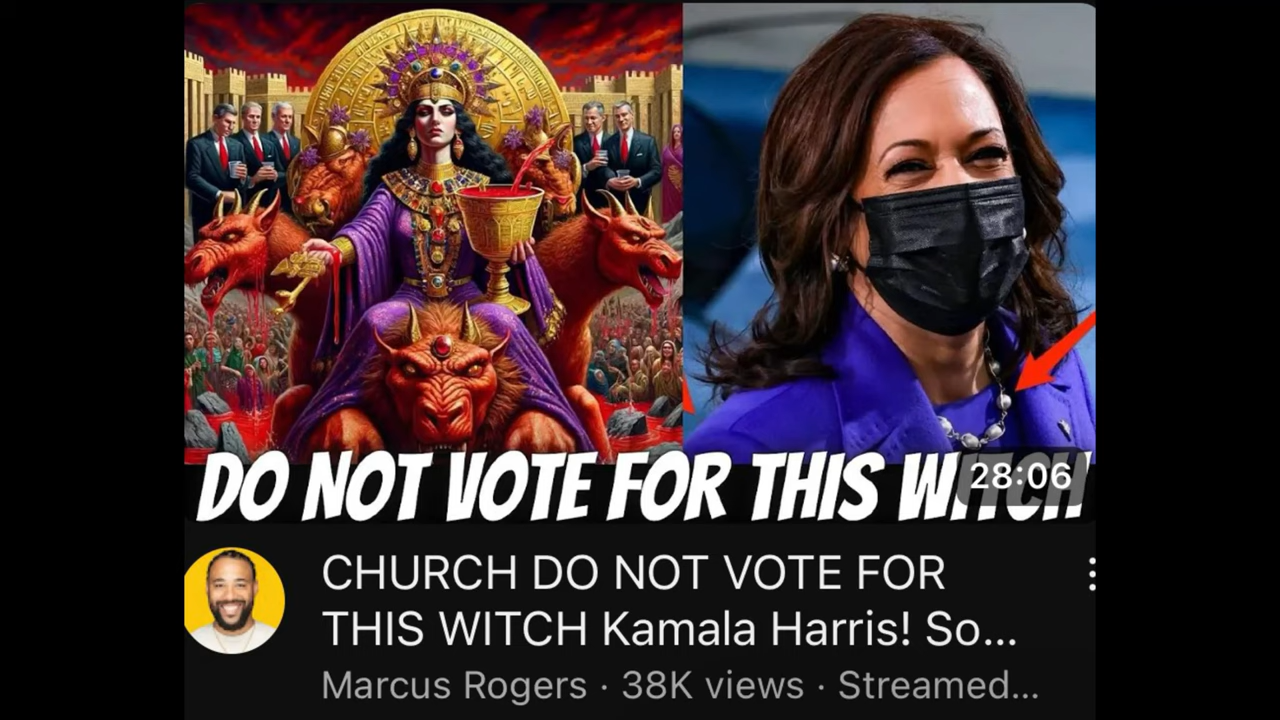 DO NOT VOTE FOR THIS WITCH
28:06
CHURCH DO NOT VOTE FOR
THIS WITCH Kamala Harris! So...
Marcus Rogers · 38K views · Streamed...